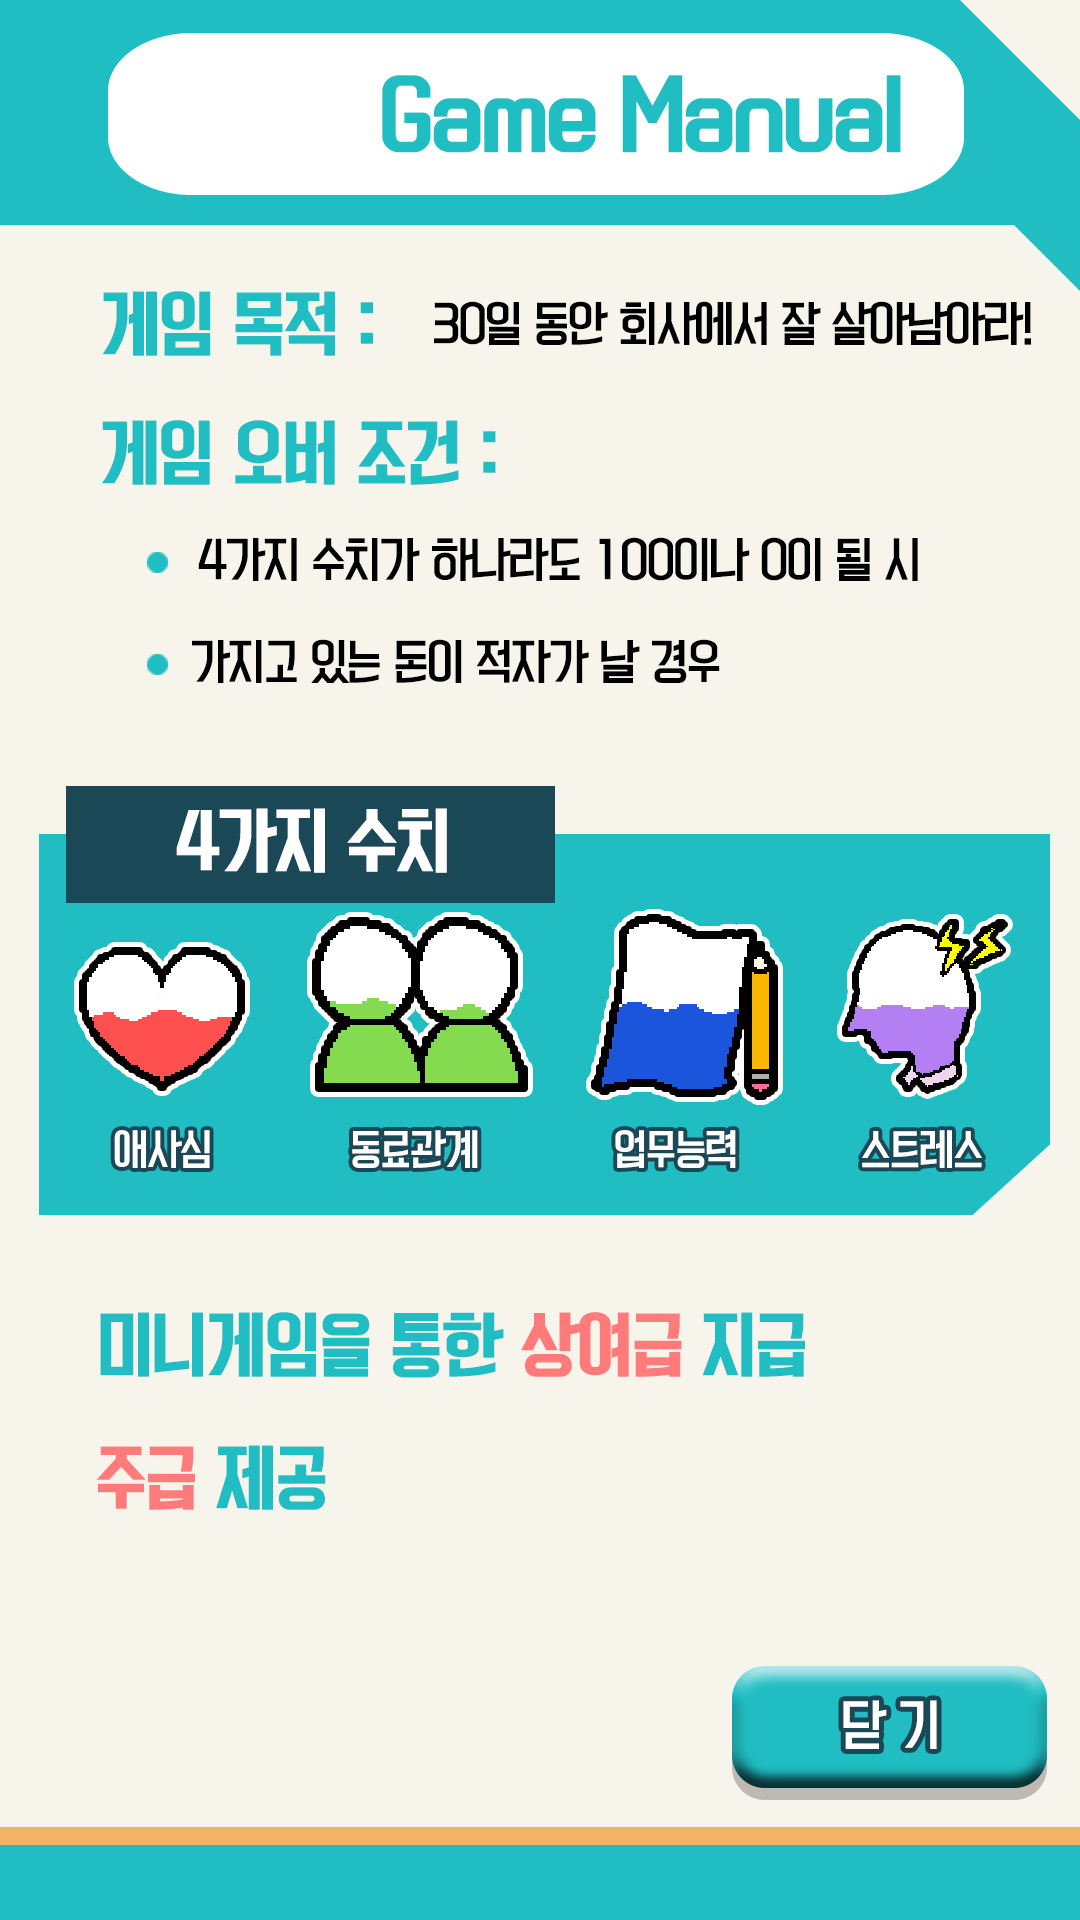 Game Manual
게임 목적 : 30일 동안 회사에서 잘 살아남아라!
게임 오버 조건 :
4가지 수치가 하나라도 100이나 0이 될 시
가지고 있는 돈이 적자가 날 경우
4가지 수치
애사심 동료관계 업무능력 스트레스
미니게임을 통한 상여급 지급
주급 제공
닫기